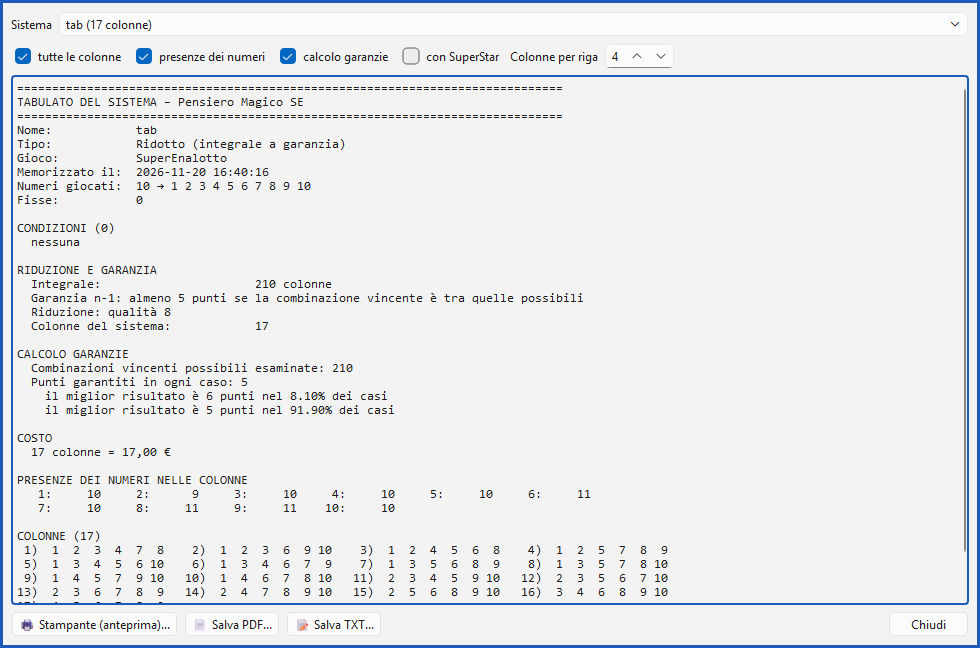 Sistema tab (17 colonne)
tutte le colonne presenze dei numeri calcolo garanzie con SuperStar Colonne per riga 4
==============================================================================
TABULATO DEL SISTEMA – Pensiero Magico SE
==============================================================================
Nome: tab
Tipo: Ridotto (integrale a garanzia)
Gioco: SuperEnalotto
Memorizzato il: 2026-11-20 16:40:16
Numeri giocati: 10 → 1 2 3 4 5 6 7 8 9 10
Fisse: 0
CONDIZIONI (0)
nessuna
RIDUZIONE E GARANZIA
Integrale: 210 colonne
Garanzia n-1: almeno 5 punti se la combinazione vincente è tra quelle possibili
Riduzione: qualità 8
Colonne del sistema: 17
CALCOLO GARANZIE
Combinazioni vincenti possibili esaminate: 210
Punti garantiti in ogni caso: 5
il miglior risultato è 6 punti nel 8.10% dei casi
il miglior risultato è 5 punti nel 91.90% dei casi
COSTO
17 colonne = 17,00 €
PRESENZE DEI NUMERI NELLE COLONNE
1: 10 2: 9 3: 10 4: 10 5: 10 6: 11
7: 10 8: 11 9: 11 10: 10
COLONNE (17)
1) 1 2 3 4 7 8 2) 1 2 3 6 9 10 3) 1 2 4 5 6 8 4) 1 2 5 7 8 9
5) 1 3 4 5 6 10 6) 1 3 4 6 7 9 7) 1 3 5 6 8 9 8) 1 3 5 7 8 10
9) 1 4 5 7 9 10 10) 1 4 6 7 8 10 11) 2 3 4 5 9 10 12) 2 3 5 6 7 10
13) 2 3 6 7 8 9 14) 2 4 7 8 9 10 15) 2 5 6 8 9 10 16) 3 4 6 8 9 10
Stampante (anteprima)... Salva PDF... Salva TXT... Chiudi